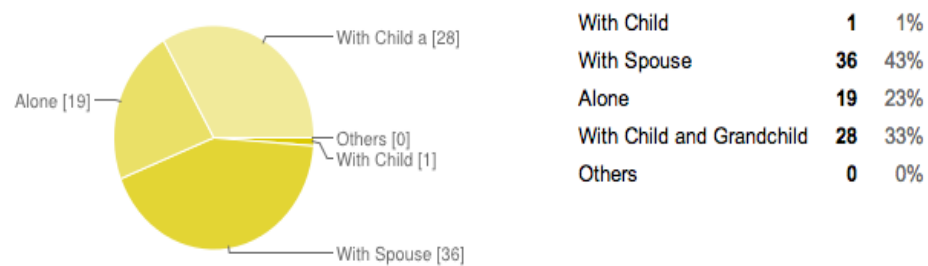 With Child a [28]
Alone [19]
Others [0]
With Child [1]
With Spouse [36]
With Child 1 1%
With Spouse 36 43%
Alone 19 23%
With Child and Grandchild 28 33%
Others 0 0%